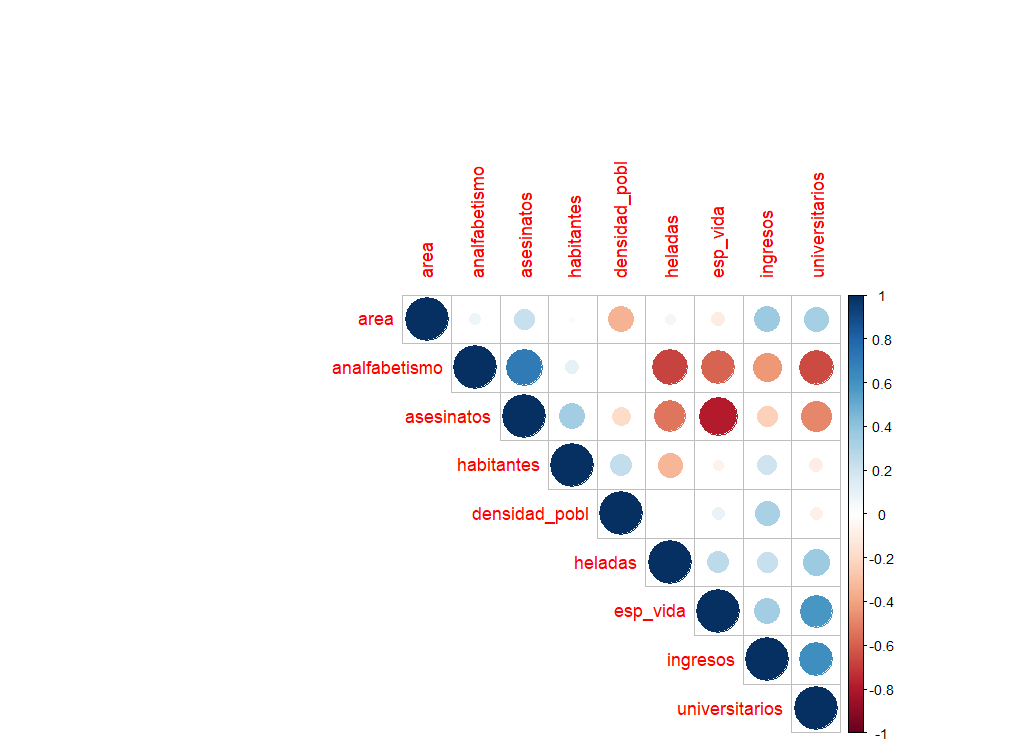 area
analfabetismo
asesinatos
habitantes
densidad_pobl
heladas
esp_vida
ingresos
universitarios
area
analfabetismo
asesinatos
habitantes
densidad_pobl
heladas
esp_vida
ingresos
universitarios
1
0.8
0.6
0.4
0.2
0
-0.2
-0.4
-0.6
-0.8
-1